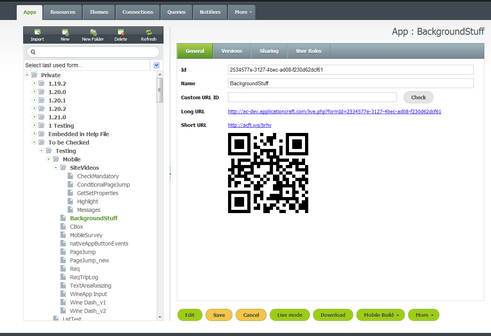 Apps Resources Themes Connections Queries Notifiers More
App : BackgroundStuff
Import New New Folder Delete Refresh
General Versions Sharing User Roles
Select last used form...
Id 2534577e-3127-4bec-ad08-f230d62dcf61
Name BackgroundStuff
Custom URL ID Check
Long URL http://ac-dev.applicationcraft.com/live.php?formId=2534577e-3127-4bec-ad08-f230d62dcf61
Short URL http://acft.ws/brhv
Private
1.19.2
1.20.0
1.20.1
1.20.2
1.21.0
1 Testing
Embedded in Help File
To be Checked
Testing
Mobile
SiteVideos
CheckMandatory
ConditionalPageJump
GetSetProperties
Highlight
Messages
BackgroundStuff
CBox
MobileSurvey
nativeAppButtonEvents
PageJump
PageJump_new
Req
ReqTripLog
TextAreaResizing
WineApp Input
Wine Dash_v1
Wine Dash_v2
Edit Save Cancel Live mode Download Mobile Build More